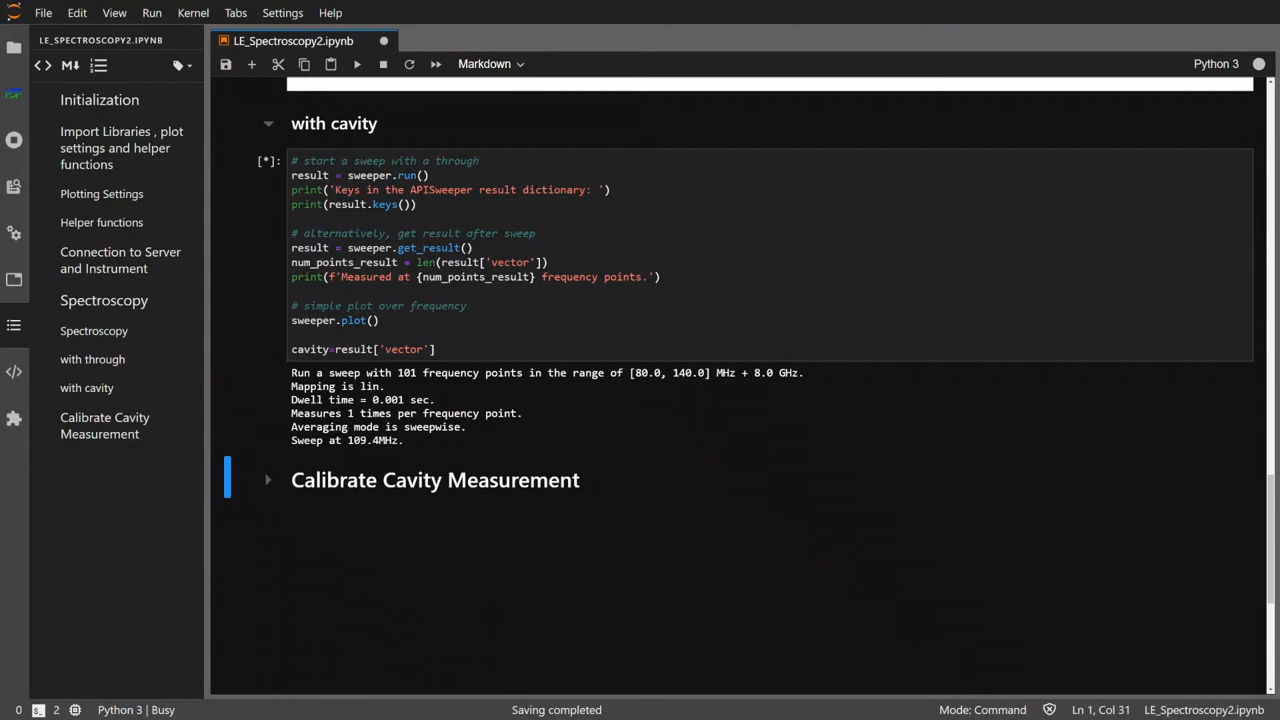 File Edit View Run Kernel Tabs Settings Help
LE_SPECTROSCOPY2.IPYNB
LE_Spectroscopy2.ipynb
Markdown
Python 3
Initialization
Import Libraries , plot
settings and helper
functions
Plotting Settings
Helper functions
Connection to Server
and Instrument
Spectroscopy
Spectroscopy
with through
with cavity
Calibrate Cavity
Measurement
with cavity
[*]:
# start a sweep with a through
result = sweeper.run()
print('Keys in the APISweeper result dictionary: ')
print(result.keys())
# alternatively, get result after sweep
result = sweeper.get_result()
num_points_result = len(result['vector'])
print(f'Measured at {num_points_result} frequency points.')
# simple plot over frequency
sweeper.plot()
cavity=result['vector']
Run a sweep with 101 frequency points in the range of [80.0, 140.0] MHz + 8.0 GHz.
Mapping is lin.
Dwell time = 0.001 sec.
Measures 1 times per frequency point.
Averaging mode is sweepwise.
Sweep at 109.4MHz.
Calibrate Cavity Measurement
0 2 Python 3 | Busy Saving completed Mode: Command Ln 1, Col 31 LE_Spectroscopy2.ipynb